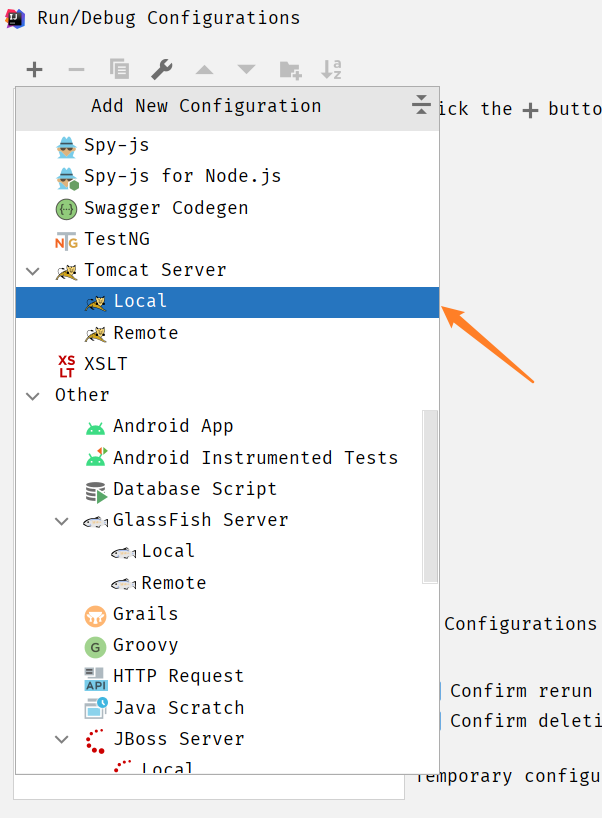 Run/Debug Configurations
Add New Configuration
ick the + butto
Spy-js
Spy-js for Node.js
Swagger Codegen
TestNG
Tomcat Server
Local
Remote
XSLT
Other
Android App
Android Instrumented Tests
Database Script
GlassFish Server
Local
Remote
Grails
Configurations
Groovy
HTTP Request
Confirm rerun
Java Scratch
Confirm deleti
JBoss Server
Local
Temporary configu